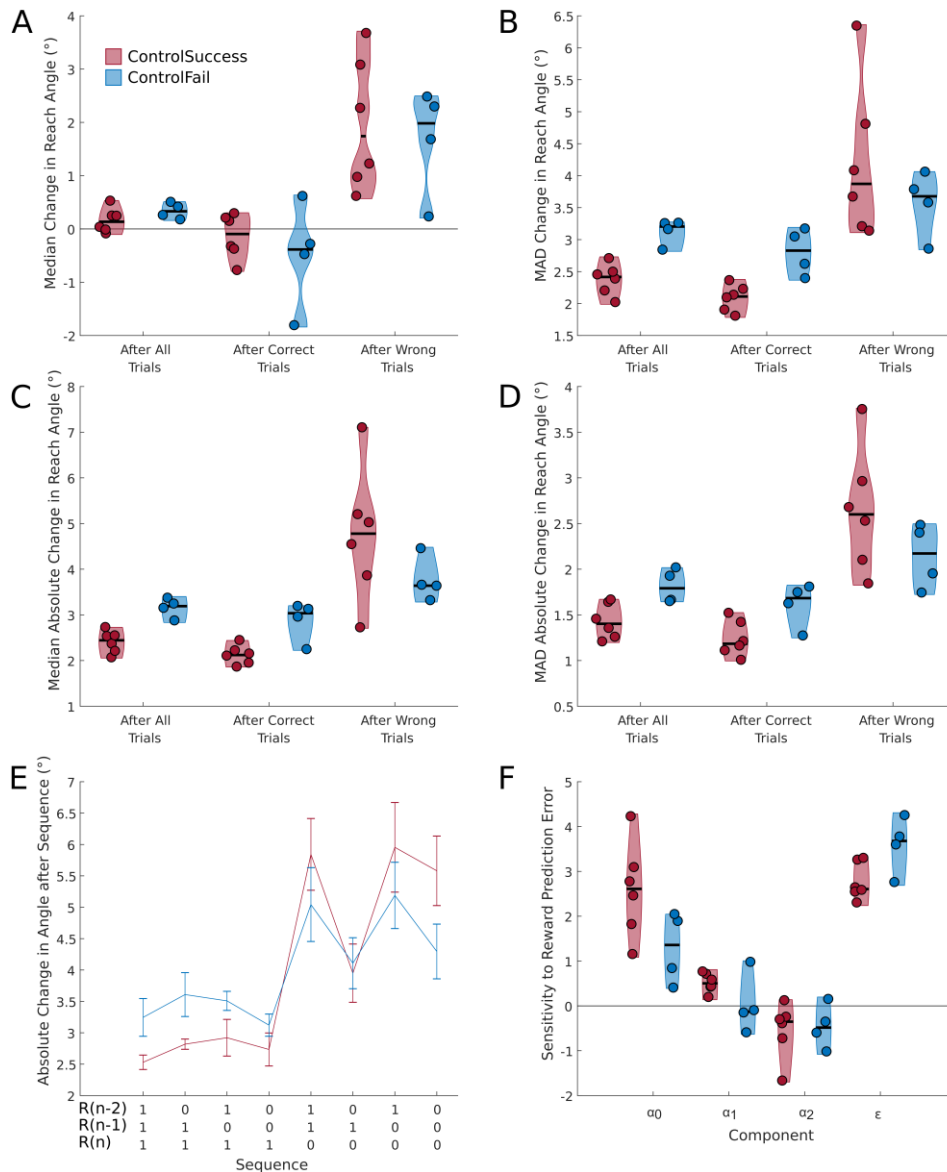 A
Median Change in Reach Angle (°)
4
3
2
1
0
-1
-2
ControlSuccess
ControlFail
After All
Trials
After Correct
Trials
After Wrong
Trials
B
MAD Change in Reach Angle (°)
6.5
6
5.5
5
4.5
4
3.5
3
2.5
2
1.5
After All
Trials
After Correct
Trials
After Wrong
Trials
C
Median Absolute Change in Reach Angle (°)
8
7
6
5
4
3
2
1
After All
Trials
After Correct
Trials
After Wrong
Trials
D
MAD Absolute Change in Reach Angle (°)
4
3.5
3
2.5
2
1.5
1
0.5
After All
Trials
After Correct
Trials
After Wrong
Trials
E
Absolute Change in Angle after Sequence (°)
7
6.5
6
5.5
5
4.5
4
3.5
3
2.5
2
R(n-2) 1 0 1 0 1 0 1 0
R(n-1) 1 1 0 0 1 1 0 0
R(n) 1 1 1 1 0 0 0 0
Sequence
F
Sensitivity to Reward Prediction Error
5
4
3
2
1
0
-1
-2
α0 α1 α2 ε
Component